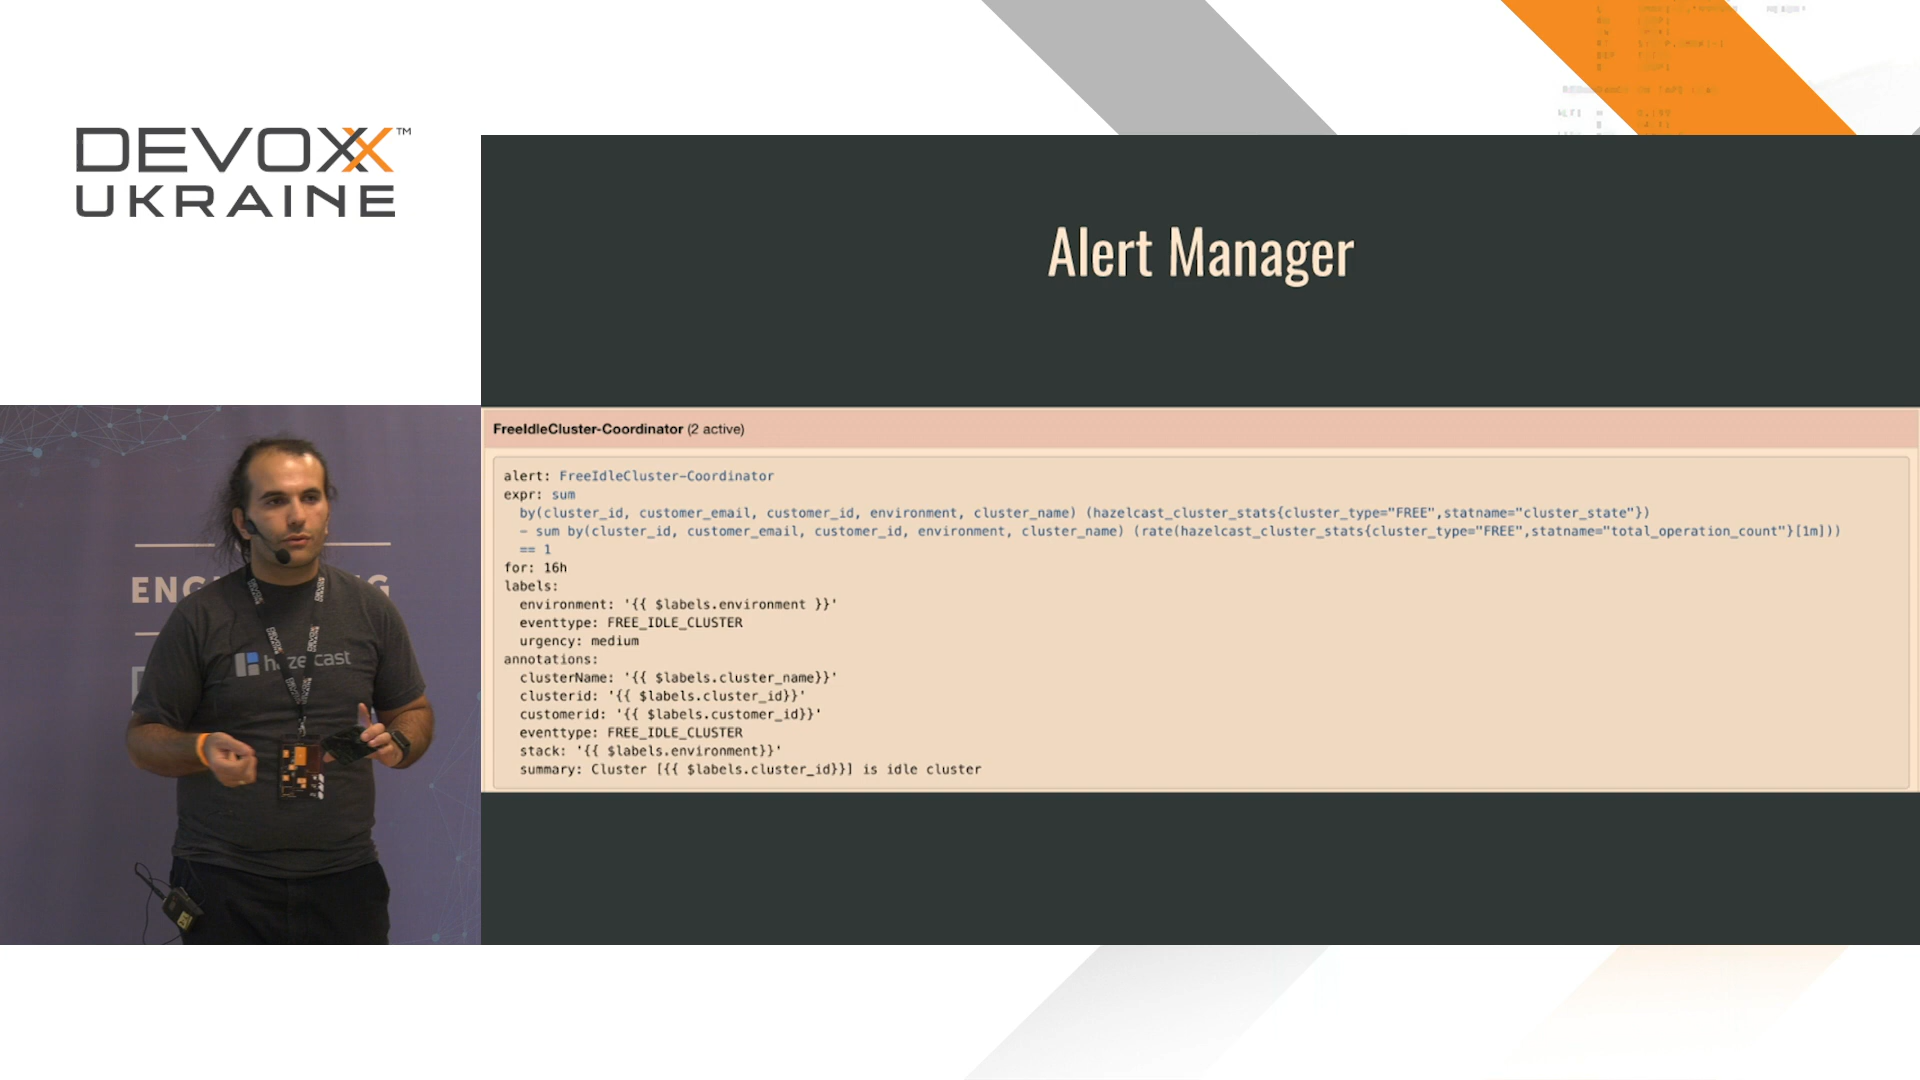 DEVOXX™
UKRAINE
Alert Manager
FreeIdleCluster-Coordinator (2 active)
alert: FreeIdleCluster-Coordinator
expr: sum
by(cluster_id, customer_email, customer_id, environment, cluster_name) (hazelcast_cluster_stats{cluster_type="FREE",statname="cluster_state"})
- sum by(cluster_id, customer_email, customer_id, environment, cluster_name) (rate(hazelcast_cluster_stats{cluster_type="FREE",statname="total_operation_count"}[1m]))
== 1
for: 16h
labels:
environment: '{{ $labels.environment }}'
eventtype: FREE_IDLE_CLUSTER
urgency: medium
annotations:
clusterName: '{{ $labels.cluster_name}}'
clusterid: '{{ $labels.cluster_id}}'
customerid: '{{ $labels.customer_id}}'
eventtype: FREE_IDLE_CLUSTER
stack: '{{ $labels.environment}}'
summary: Cluster [{{ $labels.cluster_id}}] is idle cluster
hazelcast